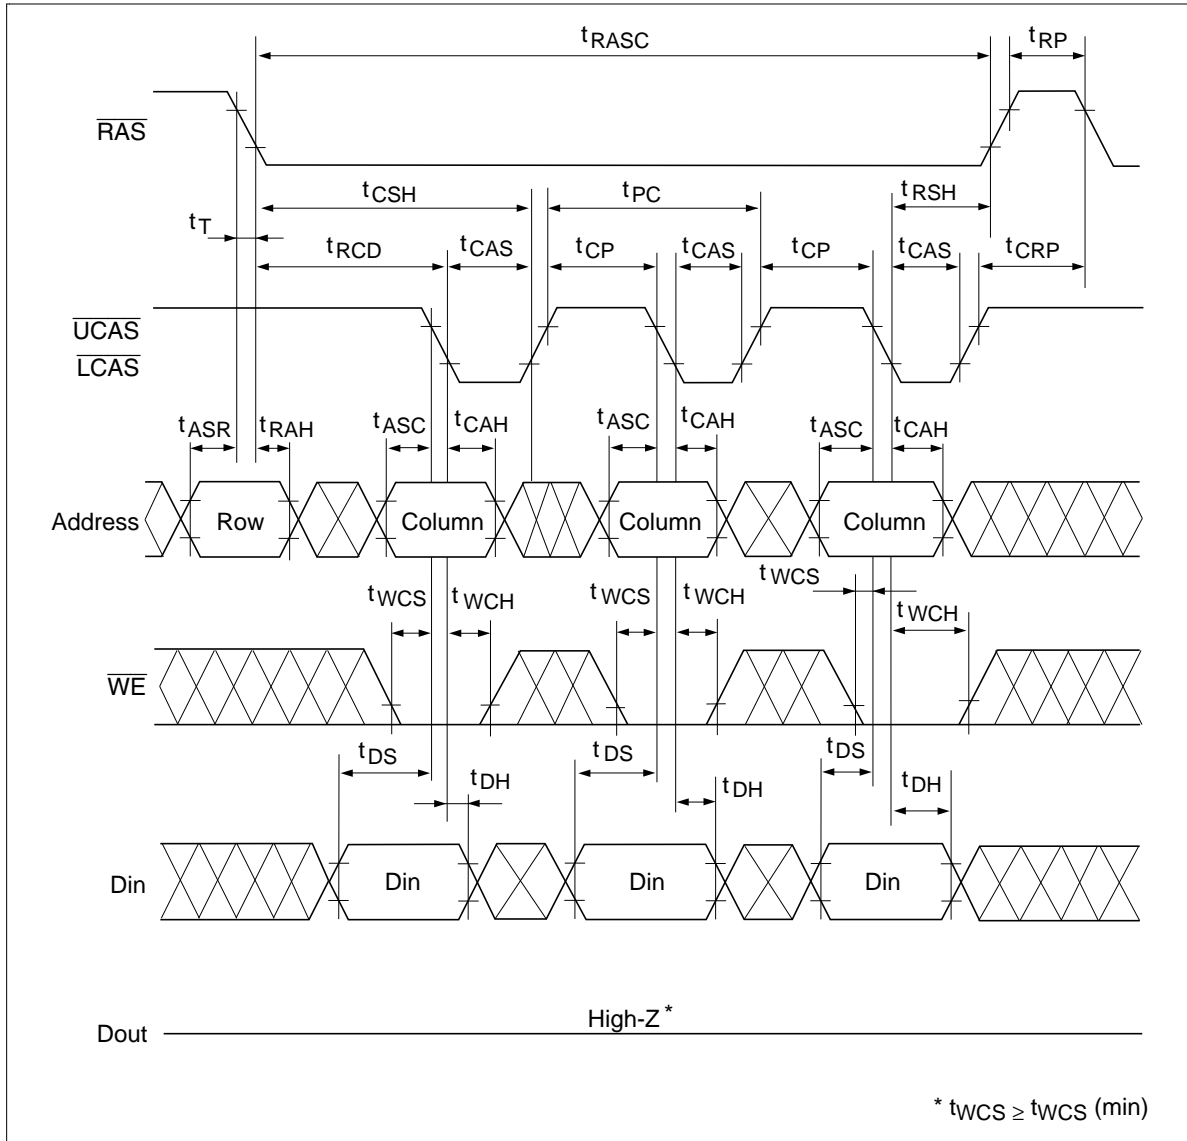 tRASC tRP
RAS
tCSH tPC tRSH
tT
tRCD tCAS tCP tCAS tCP tCAS tCRP
UCAS
LCAS
tASR tRAH tASC tCAH tASC tCAH tASC tCAH
Address Row Column Column Column
tWCS tWCH tWCS tWCH tWCS tWCH
WE
tDS tDH tDS tDH tDS tDH
Din Din Din Din
High-Z *
Dout
* tWCS ≥ tWCS (min)